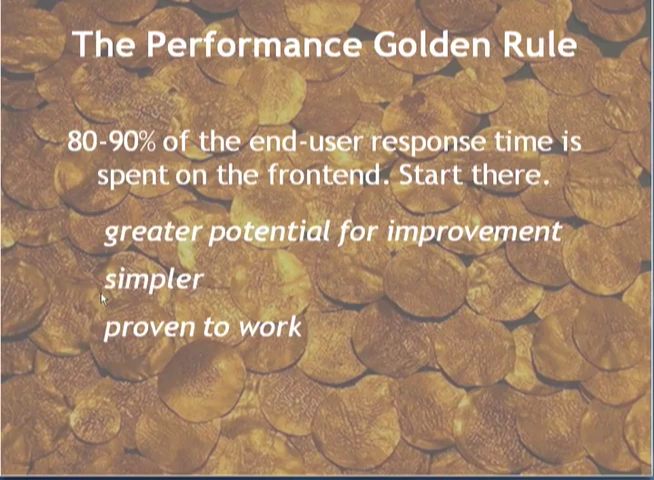 The Performance Golden Rule
80-90% of the end-user response time is
spent on the frontend. Start there.
greater potential for improvement
simpler
proven to work